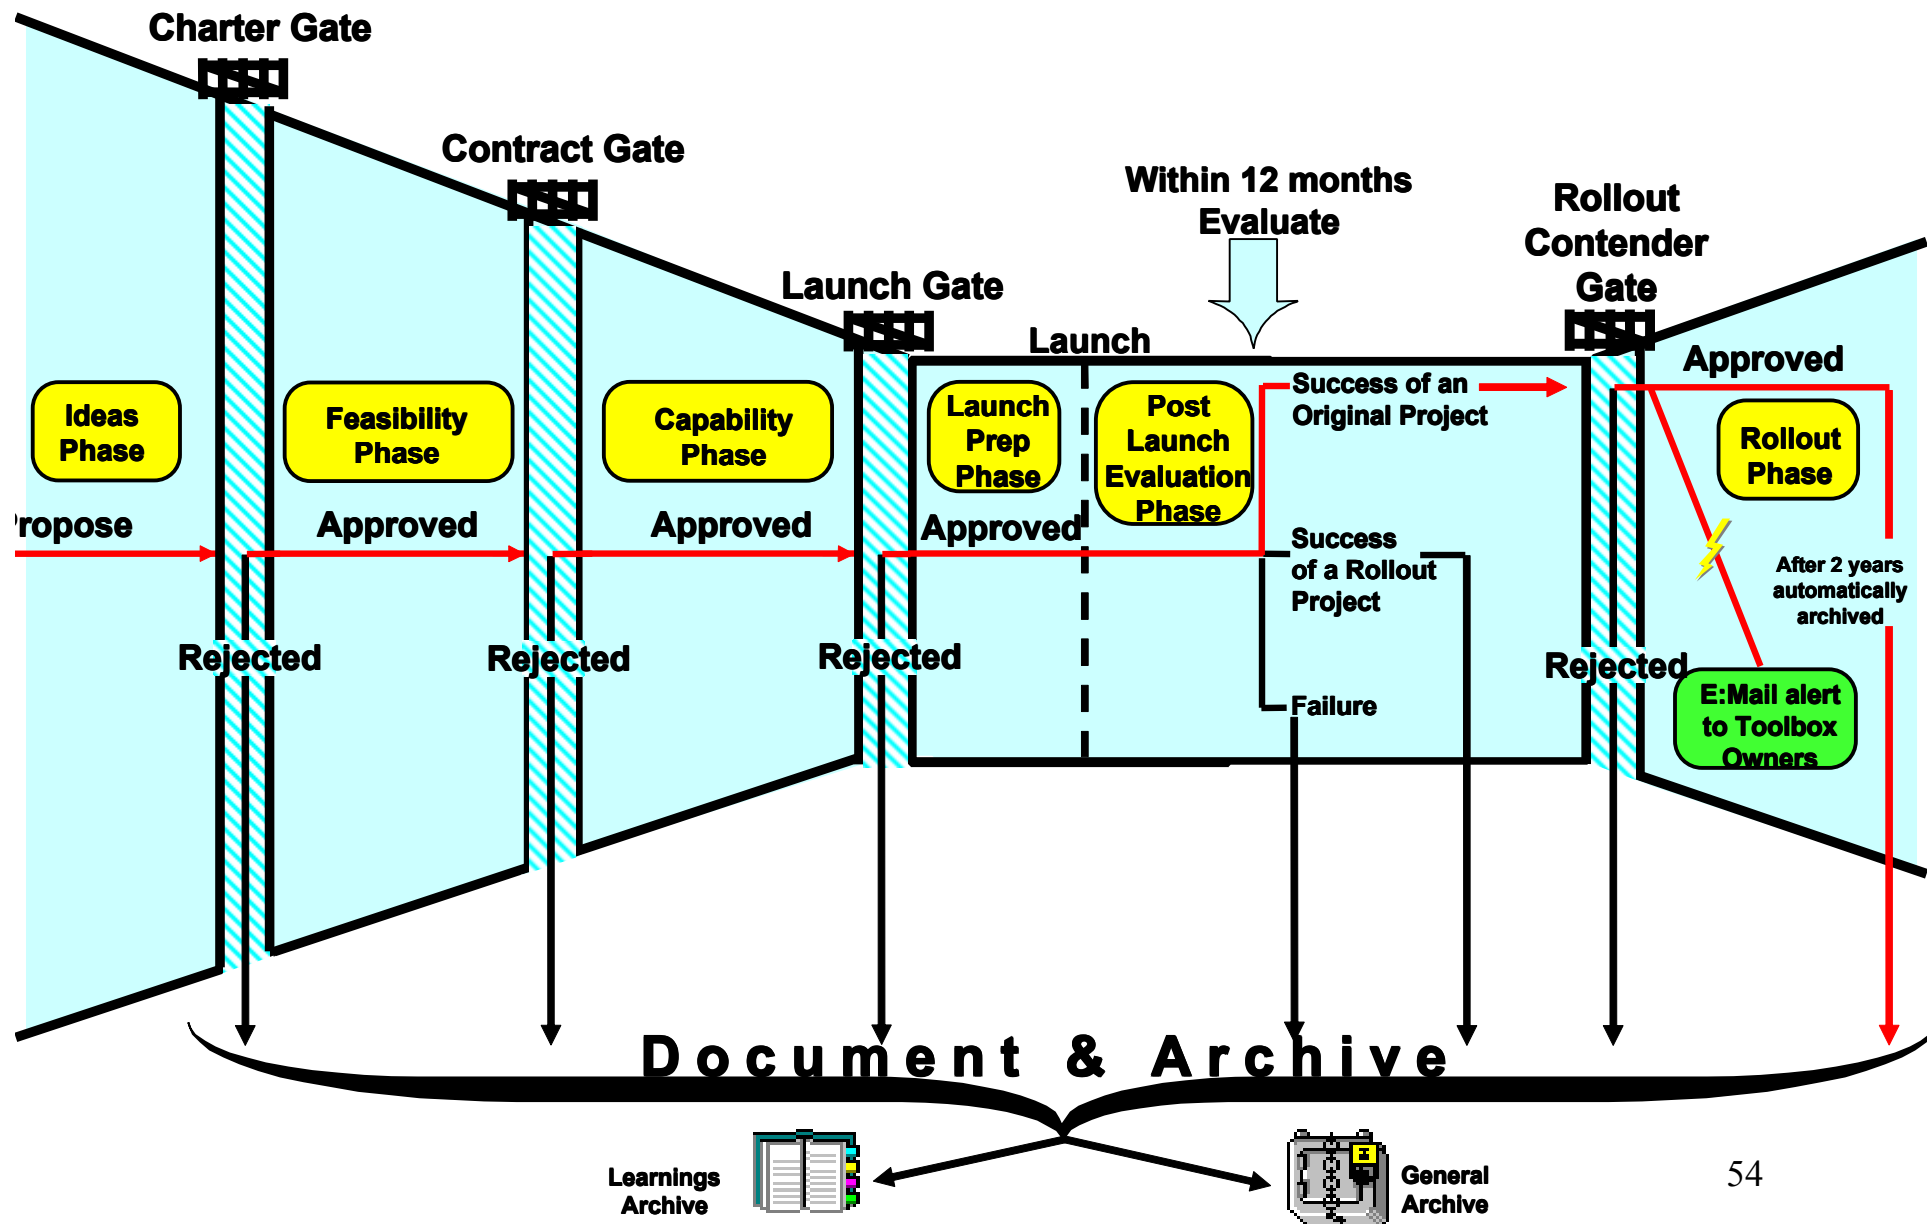 Charter Gate
Contract Gate
Within 12 months
Evaluate
Rollout
Contender
Gate
Launch Gate
Launch
Approved
Ideas
Phase
Feasibility
Phase
Capability
Phase
Launch
Prep
Phase
Post
Launch
Evaluation
Phase
Success of an
Original Project
Rollout
Phase
ropose
Approved
Approved
Approved
Success
of a Rollout
Project
After 2 years
automatically
archived
Rejected
Rejected
Rejected
Rejected
Failure
E:Mail alert
to Toolbox
Owners
Document & Archive
Learnings
Archive
General
Archive
54